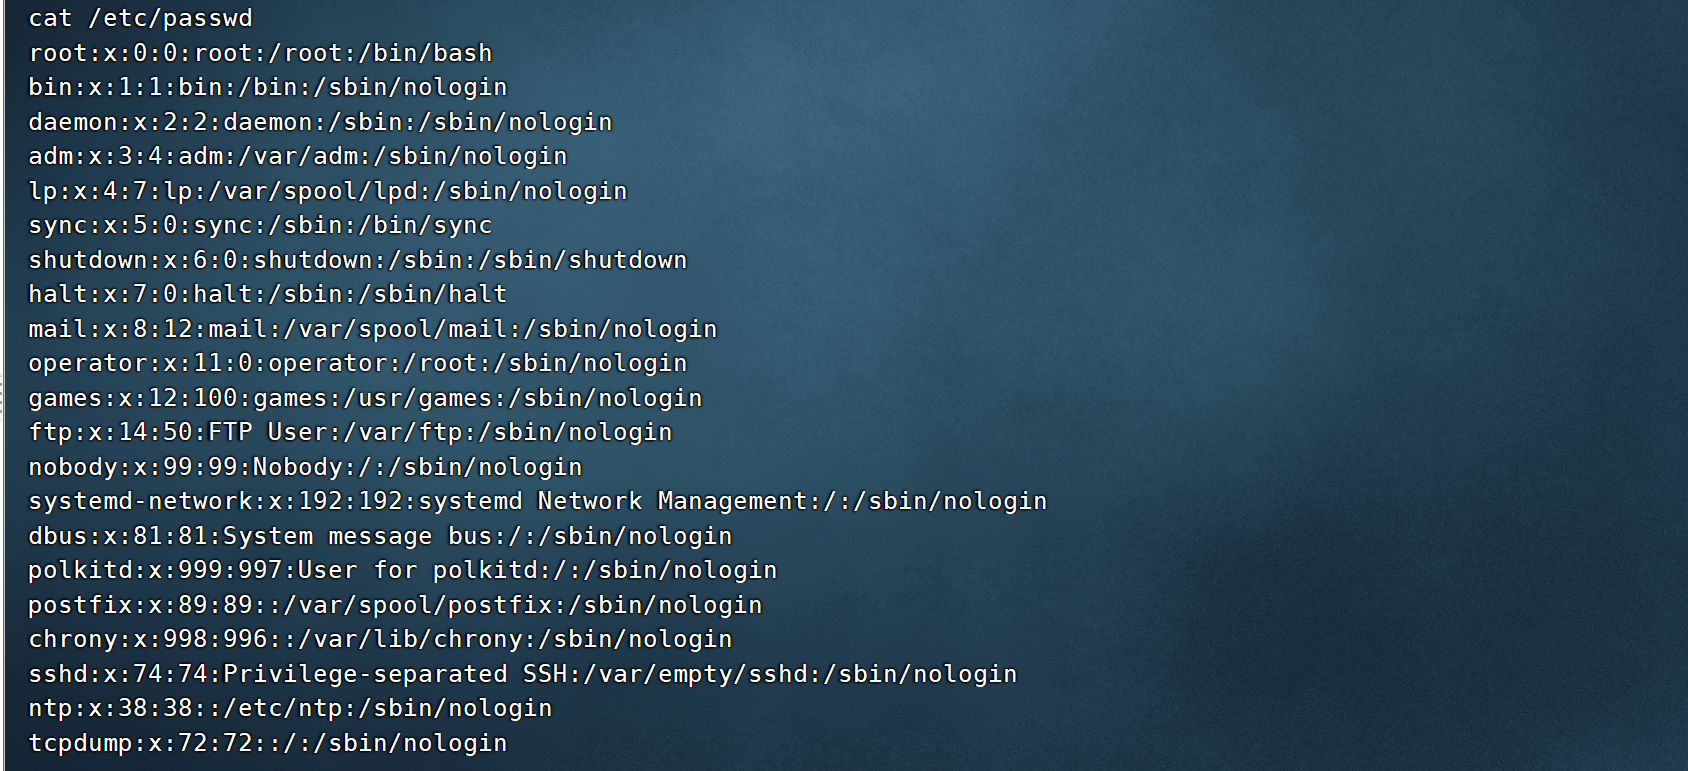 cat /etc/passwd
root:x:0:0:root:/root:/bin/bash
bin:x:1:1:bin:/bin:/sbin/nologin
daemon:x:2:2:daemon:/sbin:/sbin/nologin
adm:x:3:4:adm:/var/adm:/sbin/nologin
lp:x:4:7:lp:/var/spool/lpd:/sbin/nologin
sync:x:5:0:sync:/sbin:/bin/sync
shutdown:x:6:0:shutdown:/sbin:/sbin/shutdown
halt:x:7:0:halt:/sbin:/sbin/halt
mail:x:8:12:mail:/var/spool/mail:/sbin/nologin
operator:x:11:0:operator:/root:/sbin/nologin
games:x:12:100:games:/usr/games:/sbin/nologin
ftp:x:14:50:FTP User:/var/ftp:/sbin/nologin
nobody:x:99:99:Nobody:/:/sbin/nologin
systemd-network:x:192:192:systemd Network Management:/:/sbin/nologin
dbus:x:81:81:System message bus:/:/sbin/nologin
polkitd:x:999:997:User for polkitd:/:/sbin/nologin
postfix:x:89:89::/var/spool/postfix:/sbin/nologin
chrony:x:998:996::/var/lib/chrony:/sbin/nologin
sshd:x:74:74:Privilege-separated SSH:/var/empty/sshd:/sbin/nologin
ntp:x:38:38::/etc/ntp:/sbin/nologin
tcpdump:x:72:72::/:/sbin/nologin